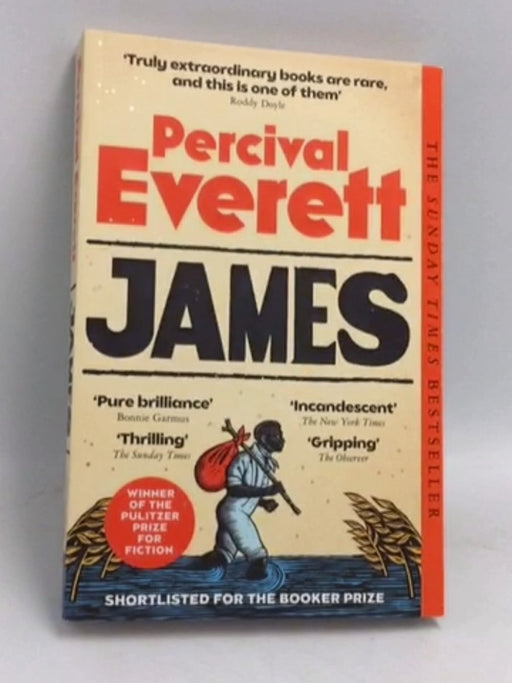 ‘Truly extraordinary books are rare,
and this is one of them’
Roddy Doyle
Percival
Everett
JAMES
‘Pure brilliance’
Bonnie Garmus
‘Incandescent’
The New York Times
‘Thrilling’
The Sunday Times
‘Gripping’
The Observer
WINNER
OF THE
PULITZER
PRIZE
FOR
FICTION
SHORTLISTED FOR THE BOOKER PRIZE
THE SUNDAY TIMES BESTSELLER